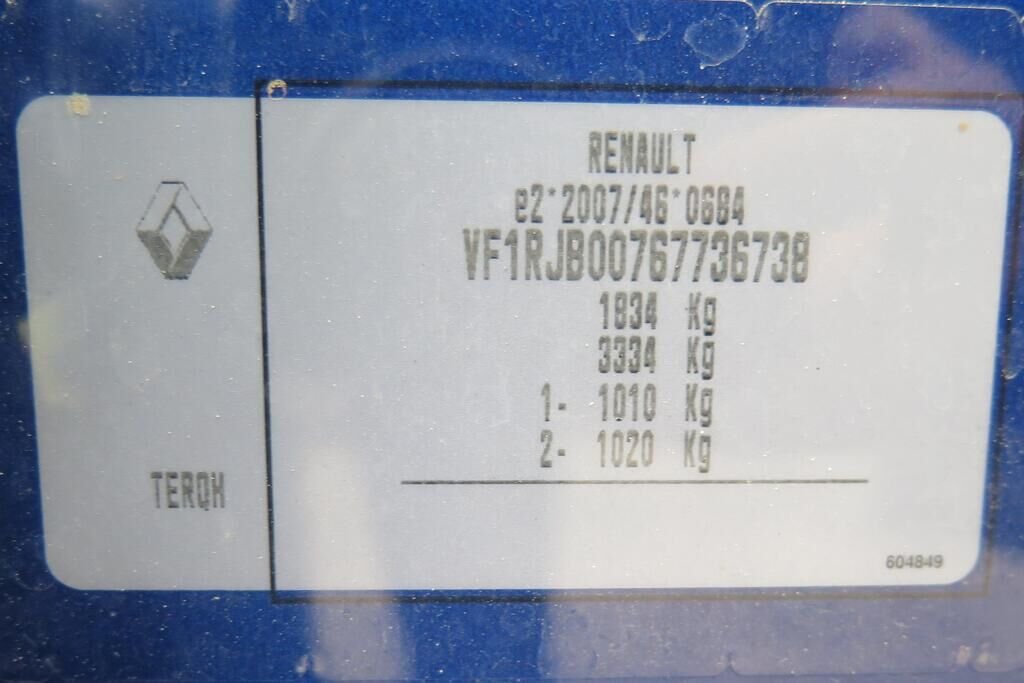 RENAULT
e2*2007/46*0684
VF1RJB00767736738
1834 Kg
3334 Kg
1- 1010 Kg
2- 1020 Kg
TERQH
604849